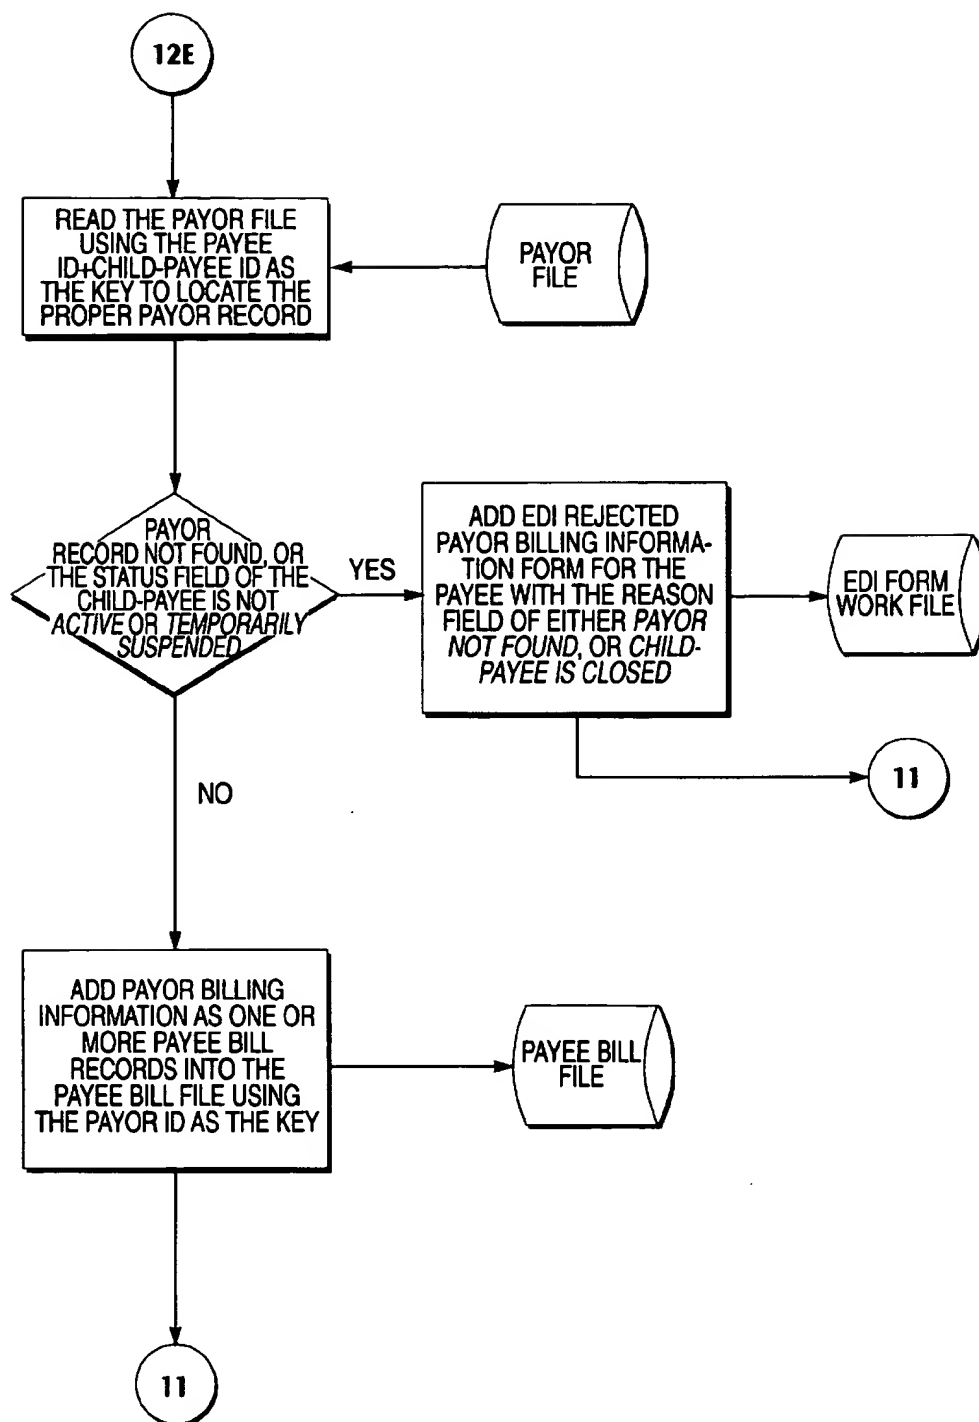 12E
READ THE PAYOR FILE
USING THE PAYEE
ID+CHILD-PAYEE ID AS
THE KEY TO LOCATE THE
PROPER PAYOR RECORD
PAYOR
FILE
PAYOR
RECORD NOT FOUND, OR
THE STATUS FIELD OF THE
CHILD-PAYEE IS NOT
ACTIVE OR TEMPORARILY
SUSPENDED
YES
ADD EDI REJECTED
PAYOR BILLING INFORMA-
TION FORM FOR THE
PAYEE WITH THE REASON
FIELD OF EITHER PAYOR
NOT FOUND, OR CHILD-
PAYEE IS CLOSED
EDI FORM
WORK FILE
11
NO
ADD PAYOR BILLING
INFORMATION AS ONE OR
MORE PAYEE BILL
RECORDS INTO THE
PAYEE BILL FILE USING
THE PAYOR ID AS THE KEY
PAYEE BILL
FILE
11